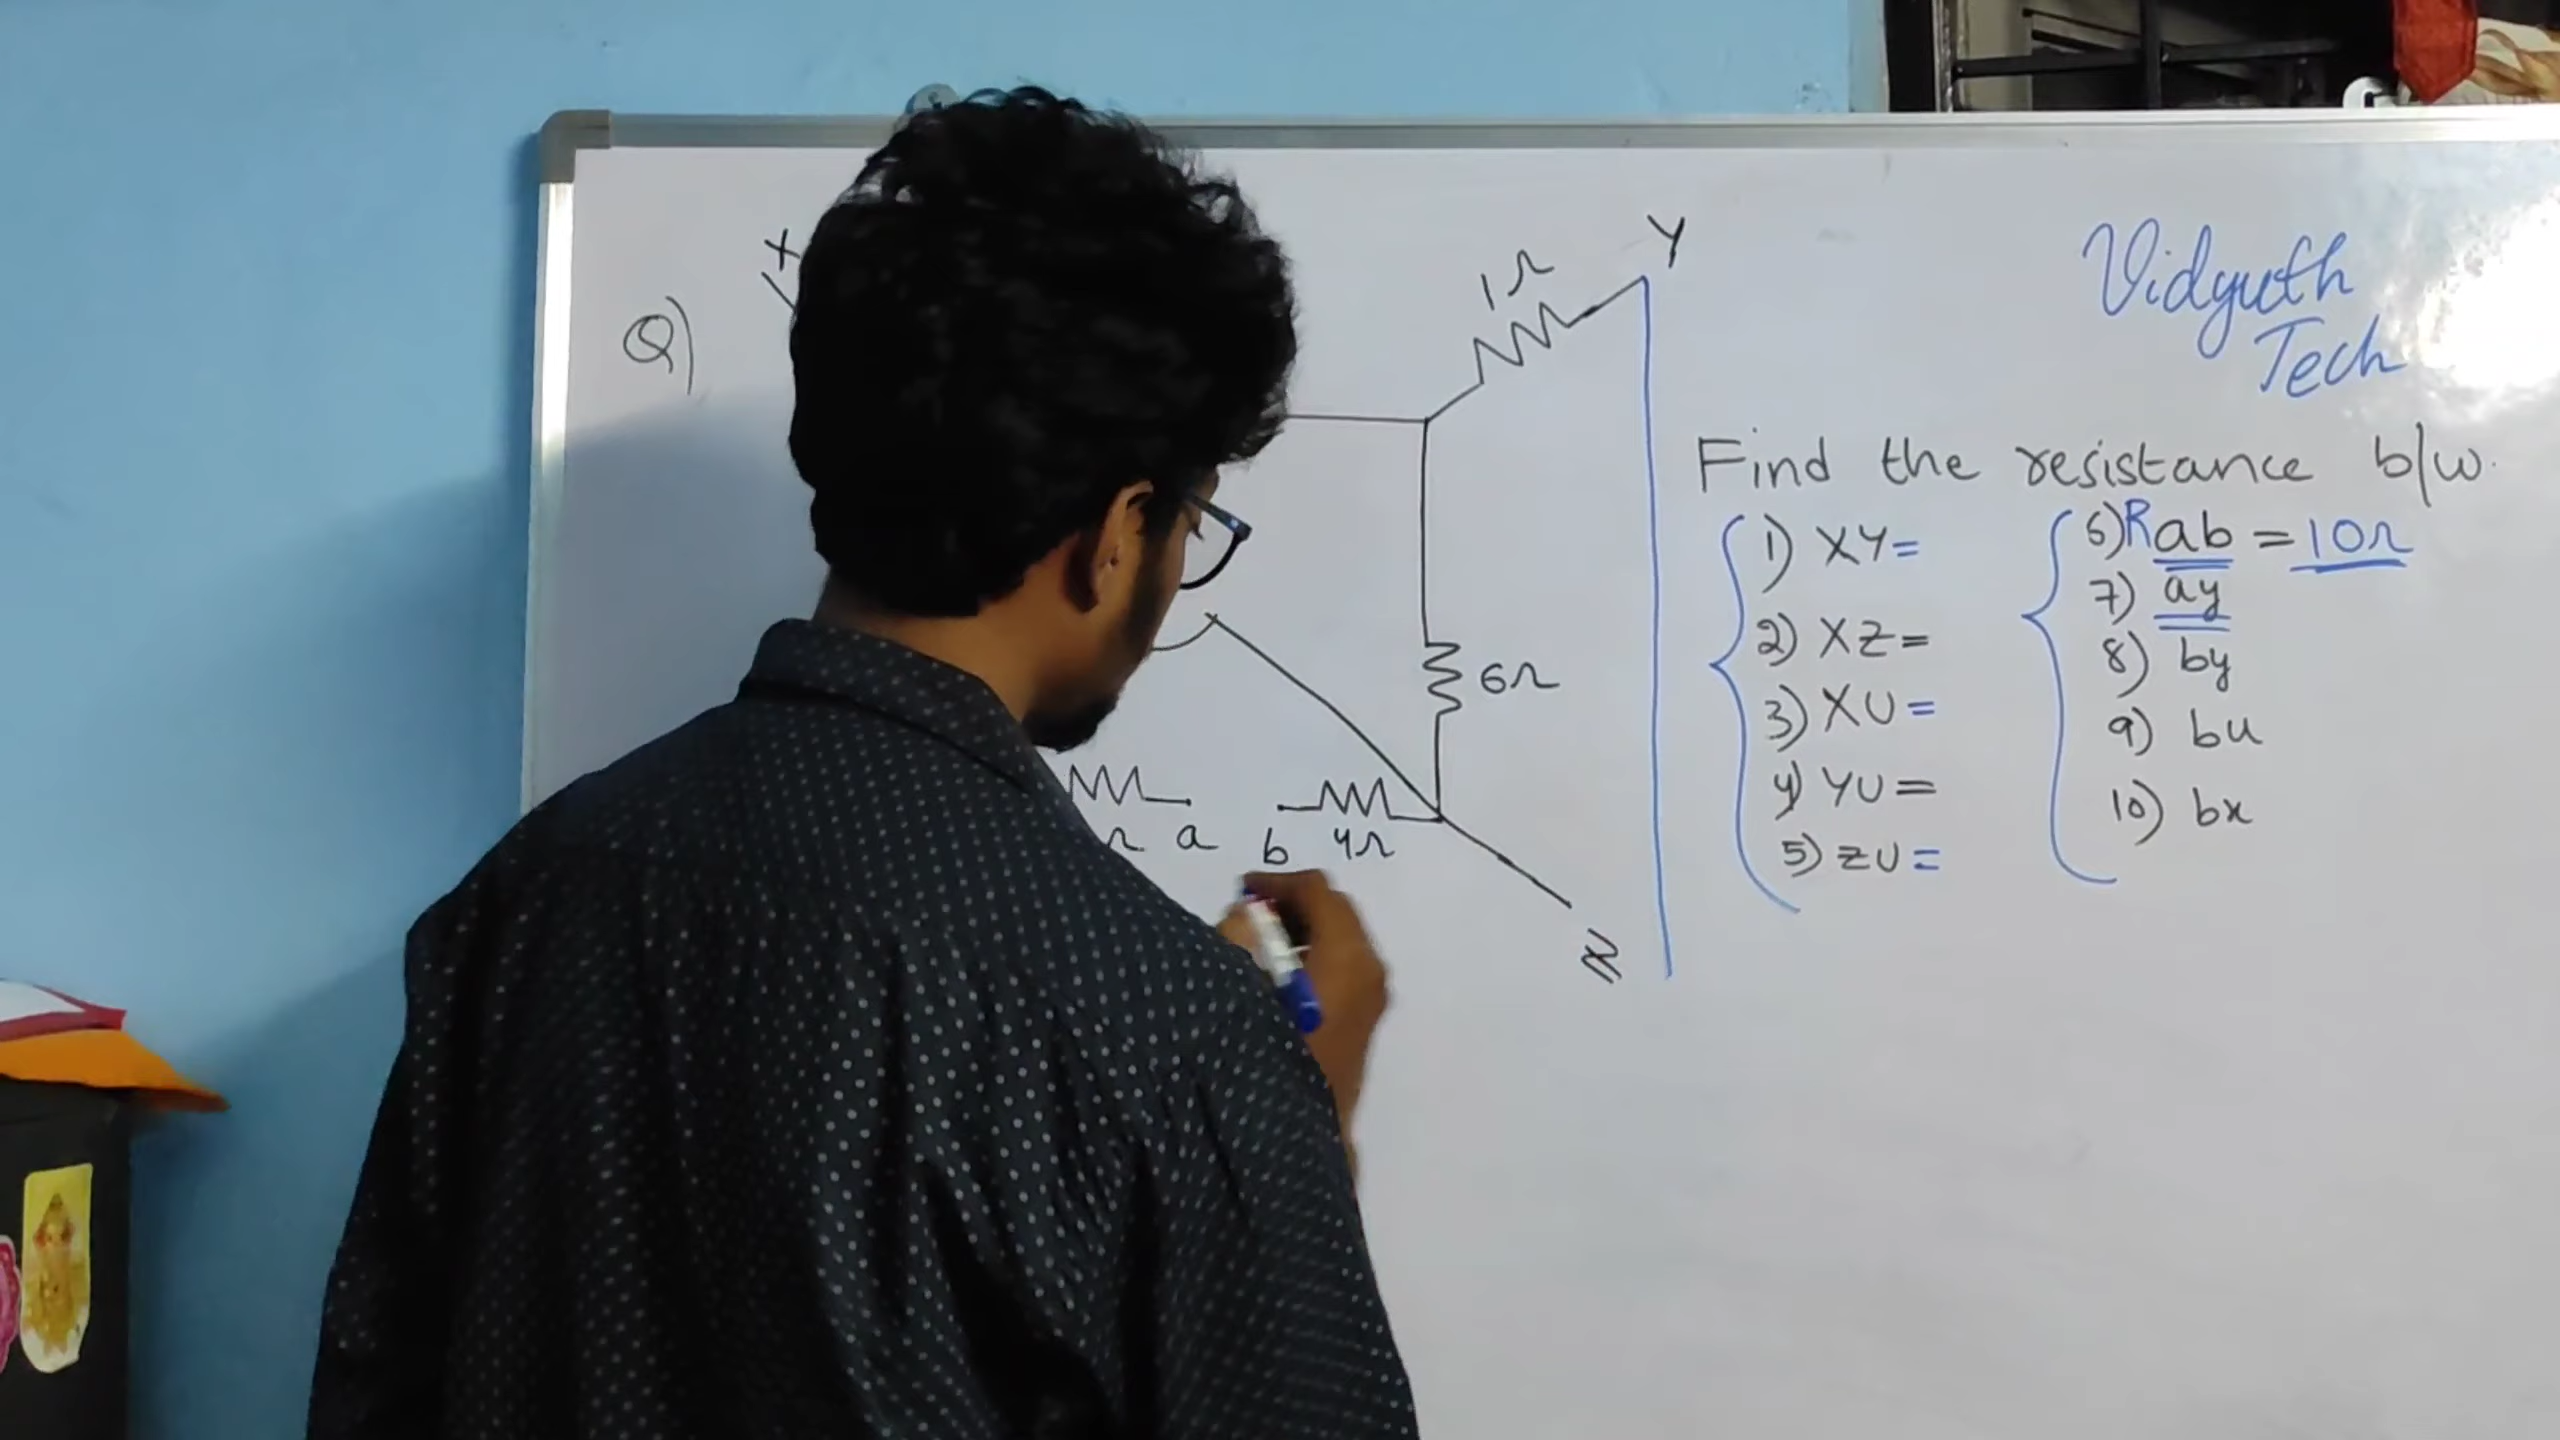 Vidyuth
Tech
X
Y
1Ω
Q)
Find the resistance b/w.
1) XY=
2) XZ=
3) XU=
4) YU=
5) ZU=
6) Rab = 10Ω
7) ay
8) by
9) bu
10) bx
6Ω
Ω a b 4Ω
Z